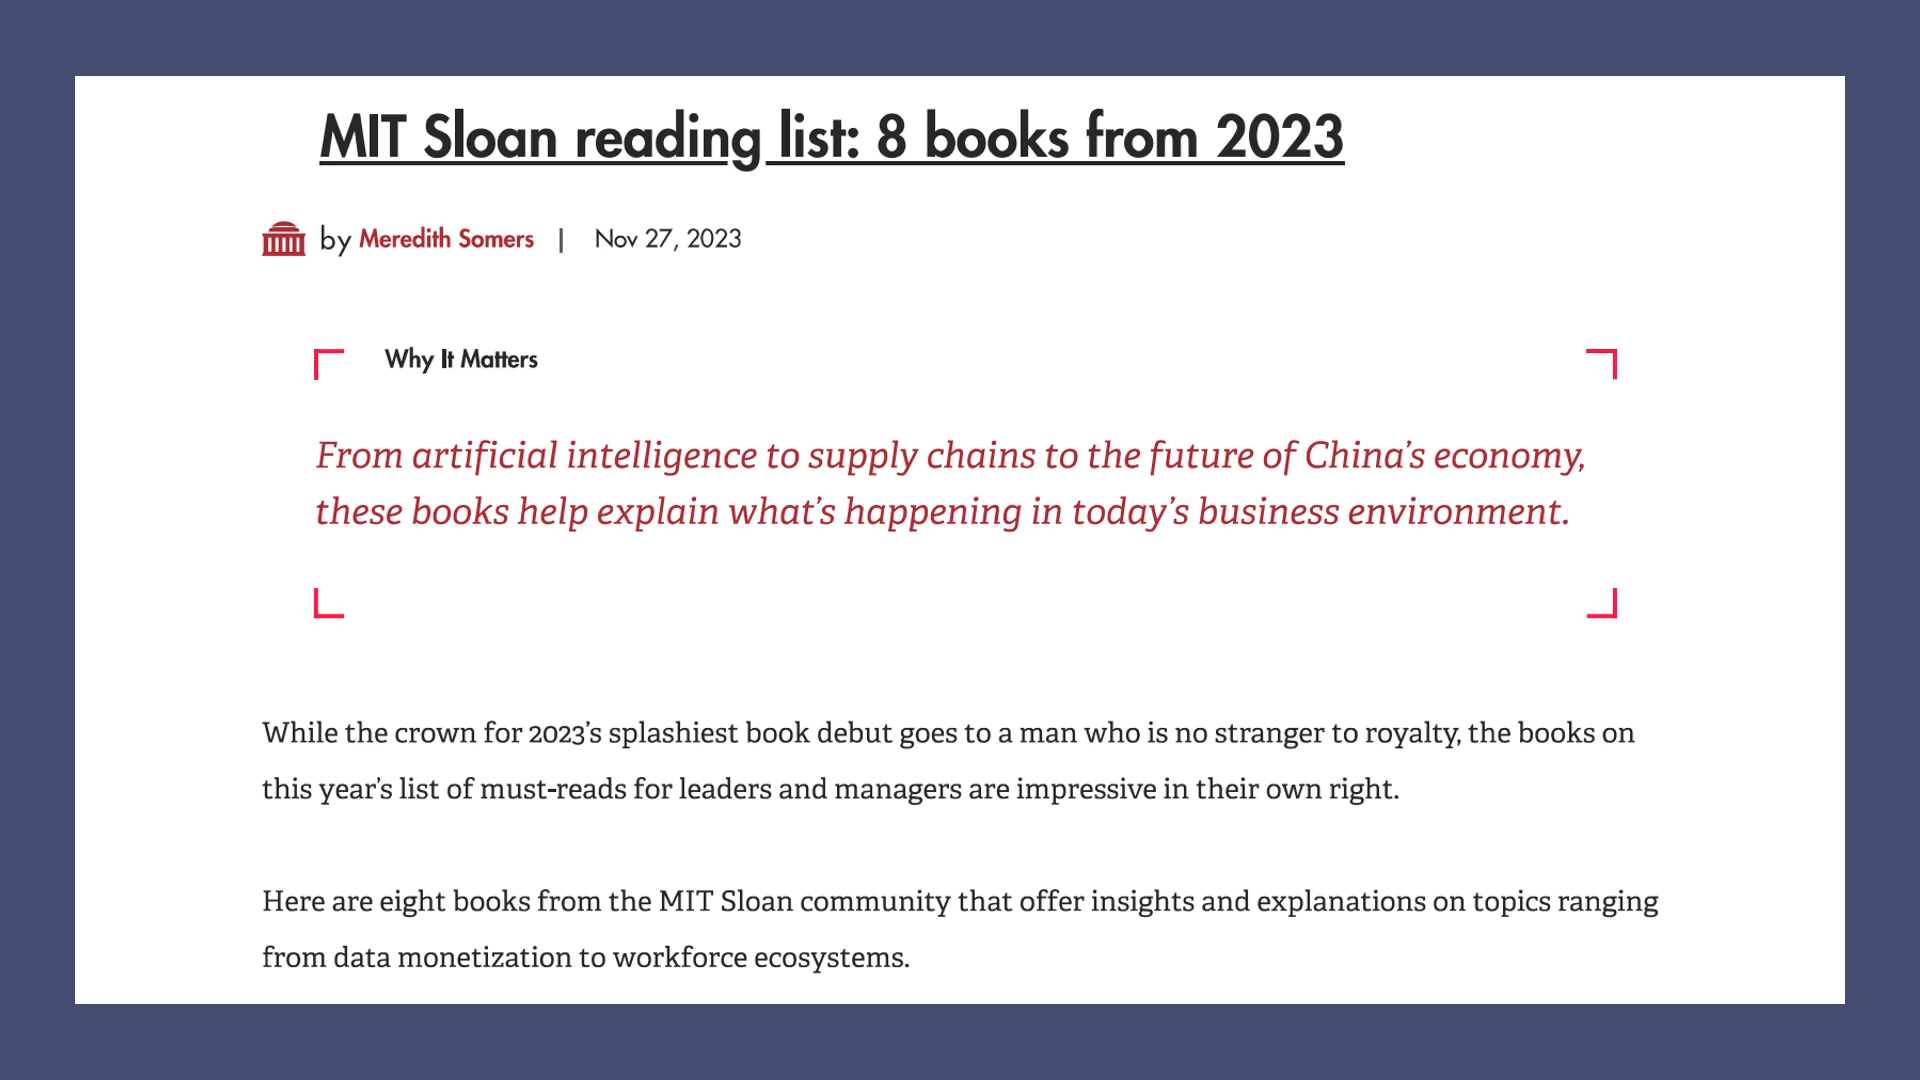 MIT Sloan reading list: 8 books from 2023
by Meredith Somers | Nov 27, 2023
Why It Matters
From artificial intelligence to supply chains to the future of China’s economy,
these books help explain what’s happening in today’s business environment.
While the crown for 2023’s splashiest book debut goes to a man who is no stranger to royalty, the books on
this year’s list of must-reads for leaders and managers are impressive in their own right.
Here are eight books from the MIT Sloan community that offer insights and explanations on topics ranging
from data monetization to workforce ecosystems.